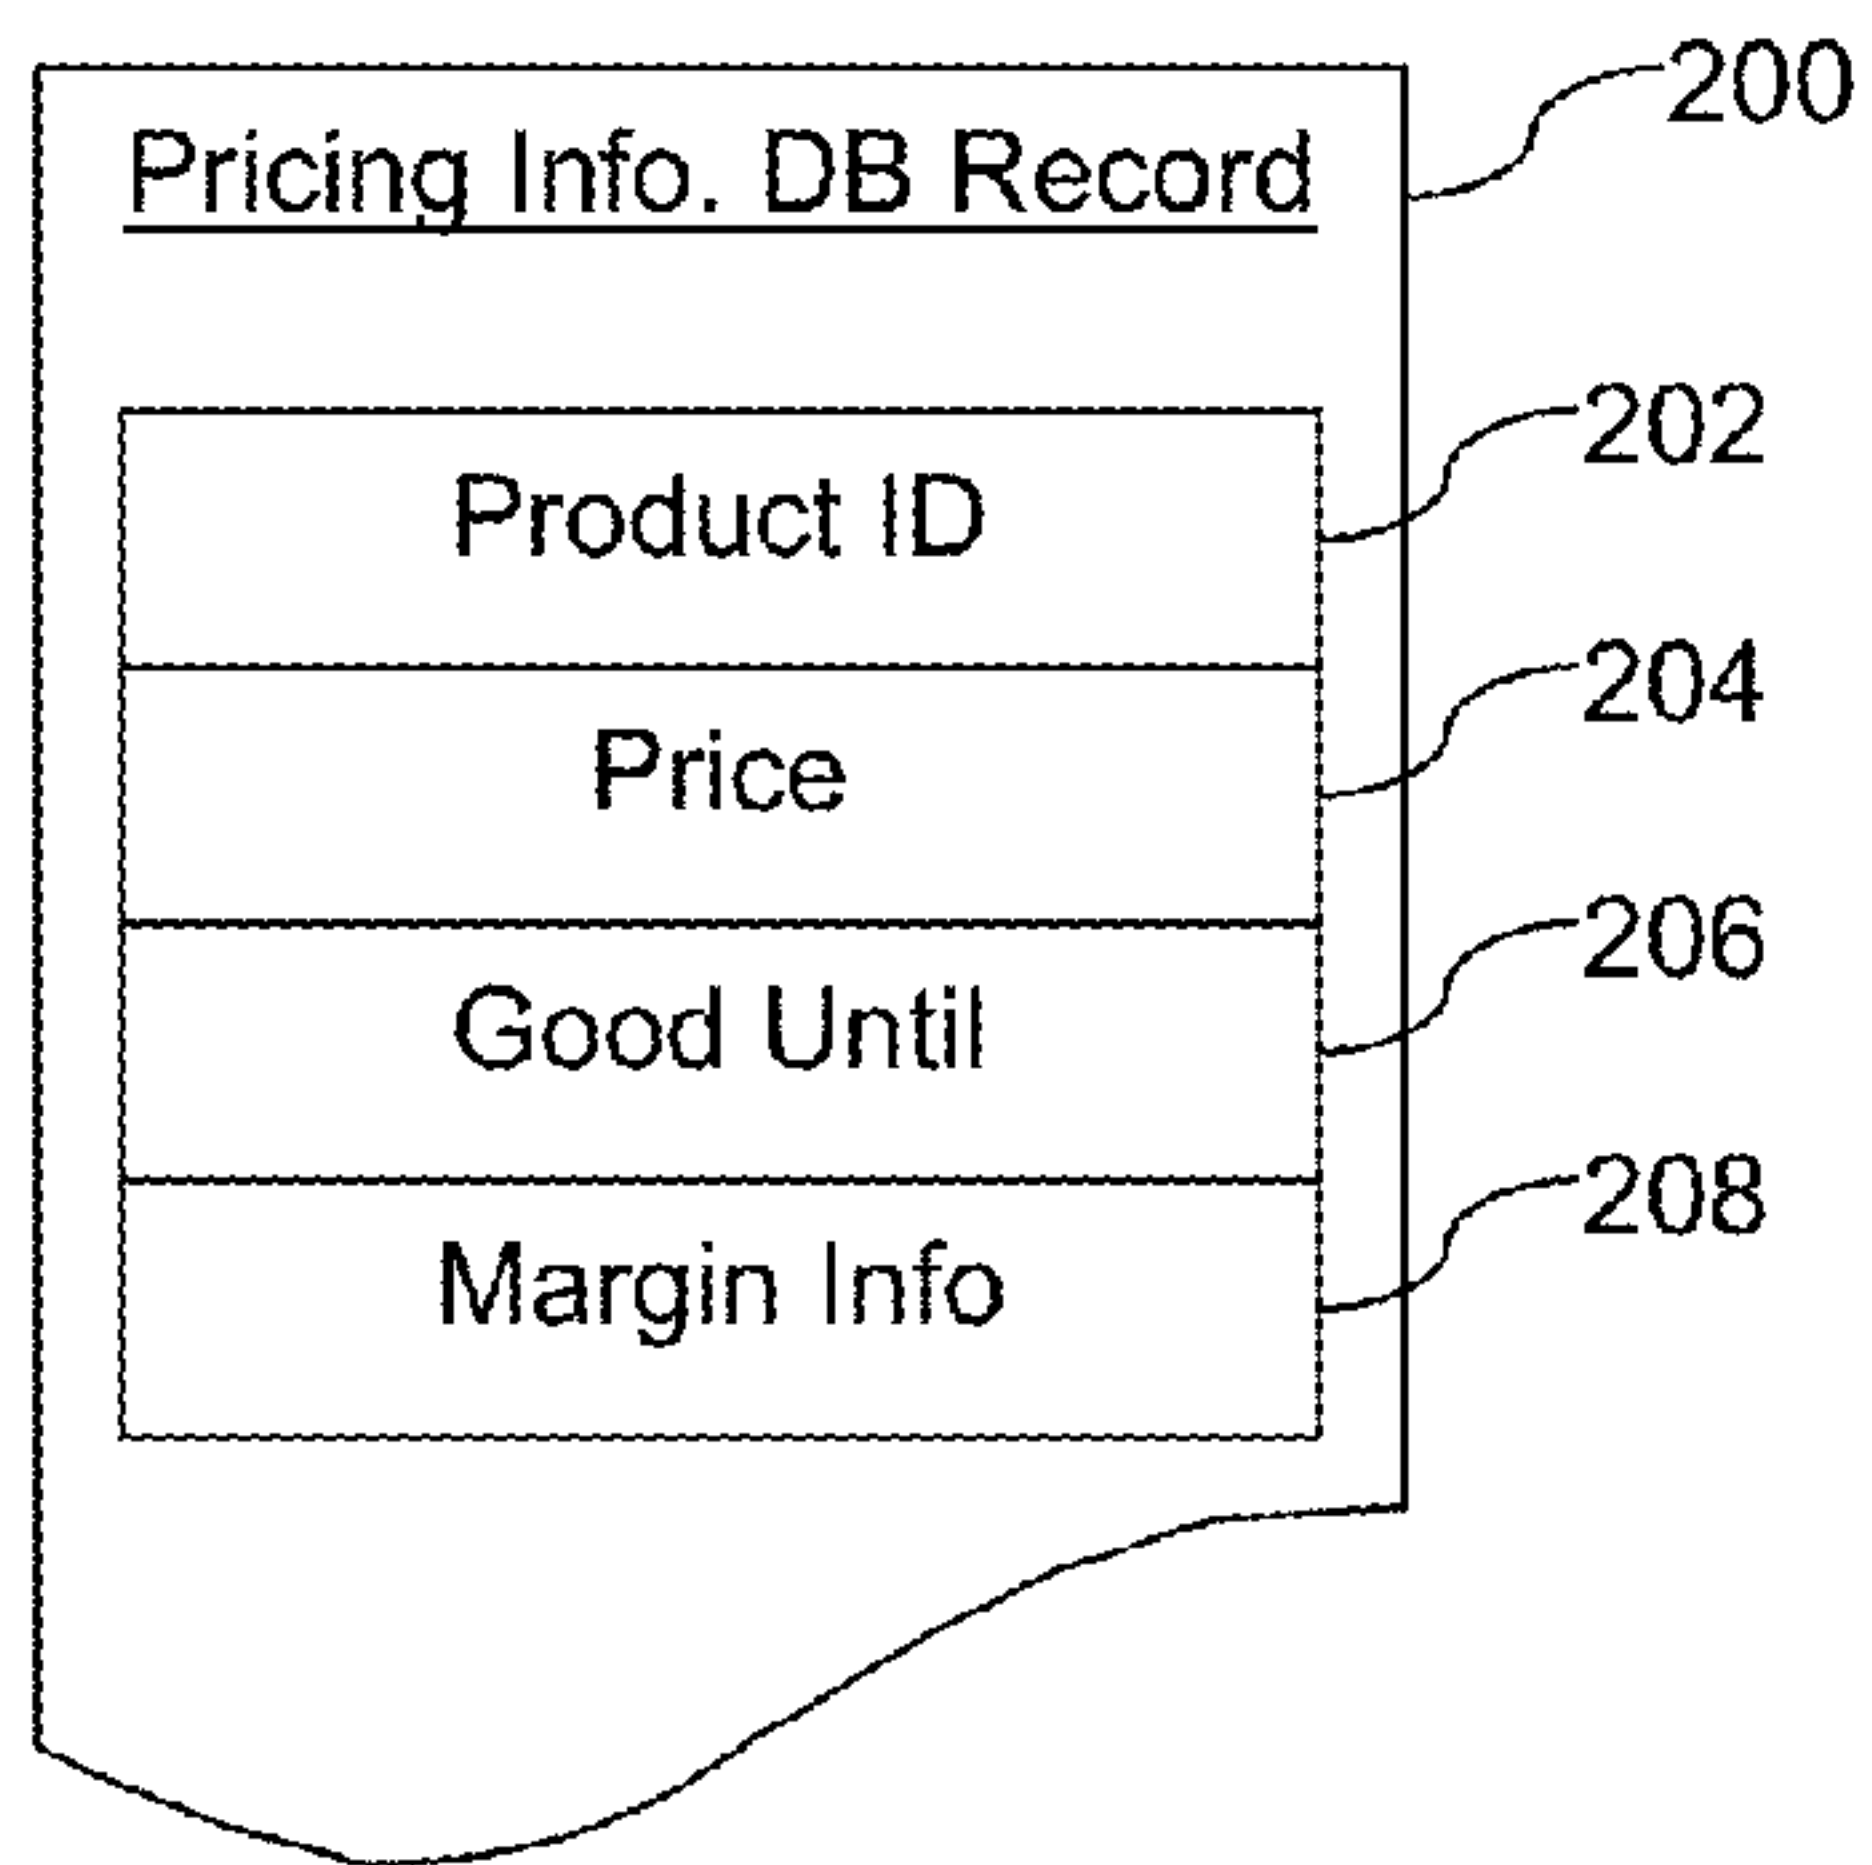 200
Pricing Info. DB Record
202
Product ID
204
Price
206
Good Until
208
Margin Info